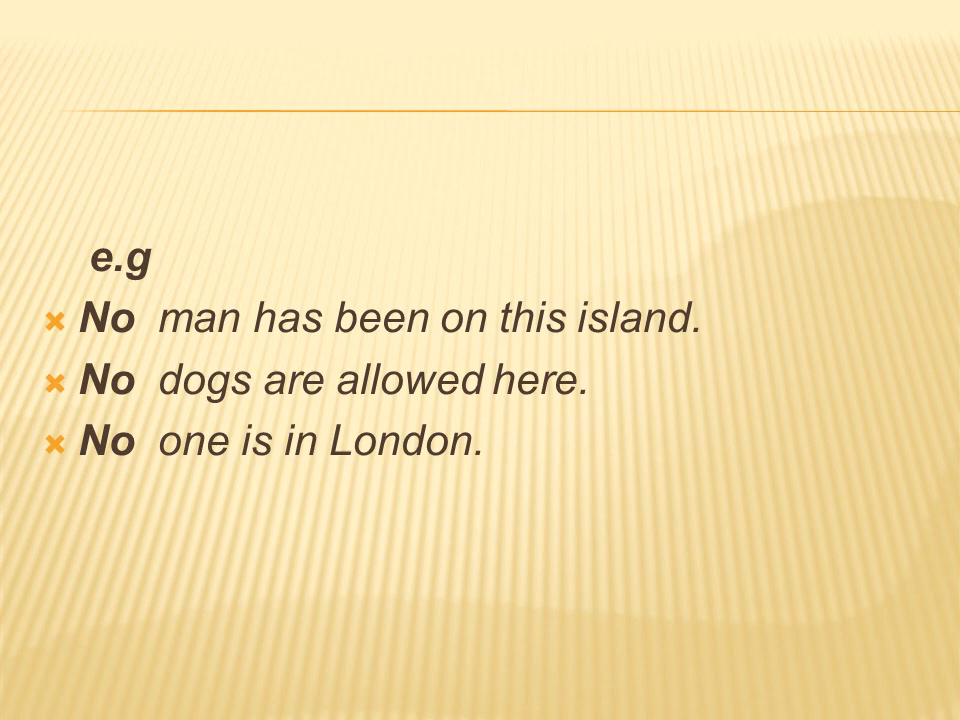 e.g
No man has been on this island.
No dogs are allowed here.
No one is in London.